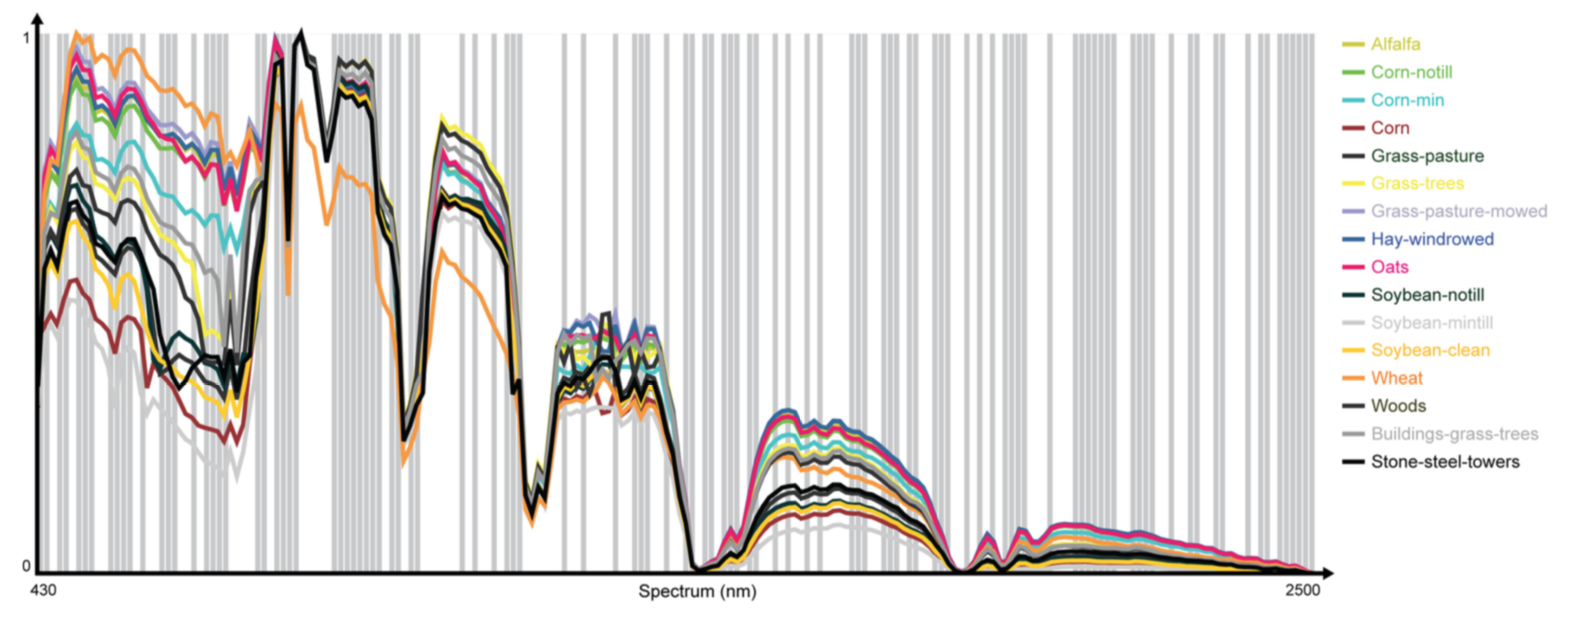 1
0
430
Spectrum (nm)
2500
Alfalfa
Corn-notill
Corn-min
Corn
Grass-pasture
Grass-trees
Grass-pasture-mowed
Hay-windrowed
Oats
Soybean-notill
Soybean-mintill
Soybean-clean
Wheat
Woods
Buildings-grass-trees
Stone-steel-towers